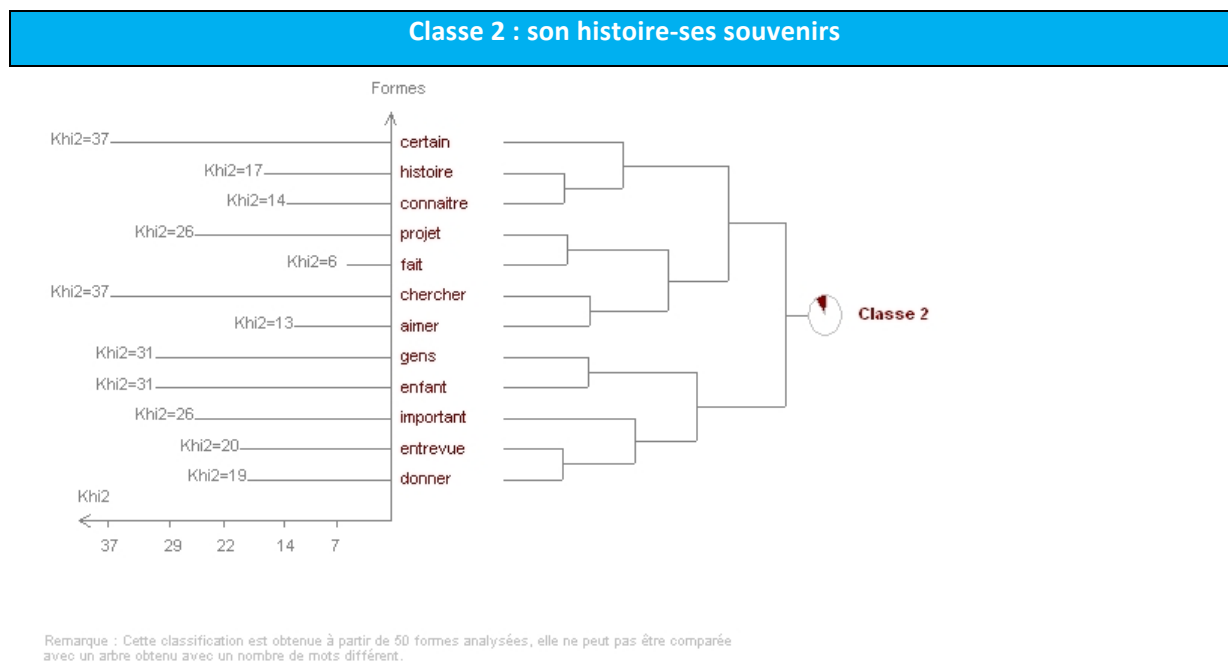 Classe 2 : son histoire-ses souvenirs
Formes
Khi2=37 certain
Khi2=17 histoire
Khi2=14 connaitre
Khi2=26 projet
Khi2=6 fait
Khi2=37 chercher
Khi2=13 aimer
Classe 2
Khi2=31 gens
Khi2=31 enfant
Khi2=26 important
Khi2=20 entrevue
Khi2=19 donner
Khi2
37 29 22 14 7
Remarque : Cette classification est obtenue à partir de 50 formes analysées, elle ne peut pas être comparée
avec un arbre obtenu avec un nombre de mots différent.